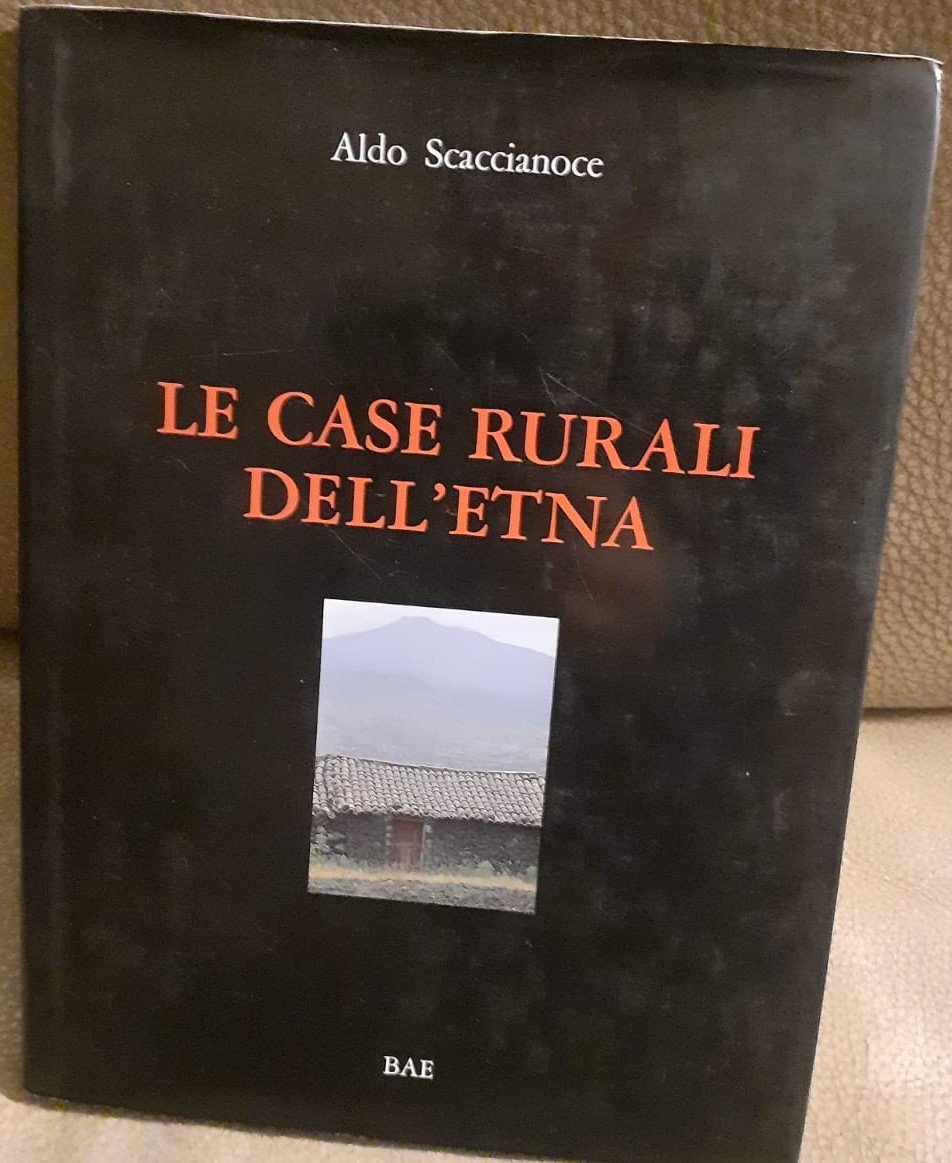 Aldo Scaccianoce
LE CASE RURALI
DELL'ETNA
BAE